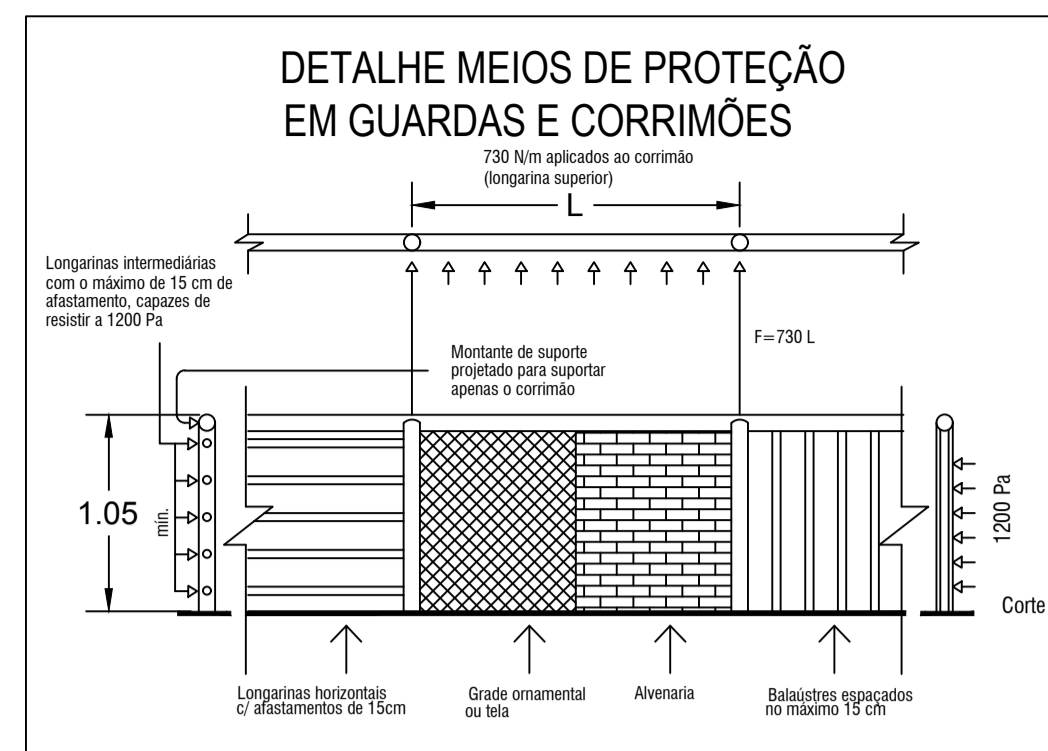 DETALHE MEIOS DE PROTEÇÃO
EM GUARDAS E CORRIMÕES
730 N/m aplicados ao corrimão
(longarina superior)
L
Longarinas intermediárias
com o máximo de 15 cm de
afastamento, capazes de
resistir a 1200 Pa
Montante de suporte
projetado para suportar
apenas o corrimão
F=730 L
1.05
mín.
1200 Pa
Corte
Longarinas horizontais
c/ afastamentos de 15cm
Grade ornamental
ou tela
Alvenaria
Balaústres espaçados
no máximo 15 cm